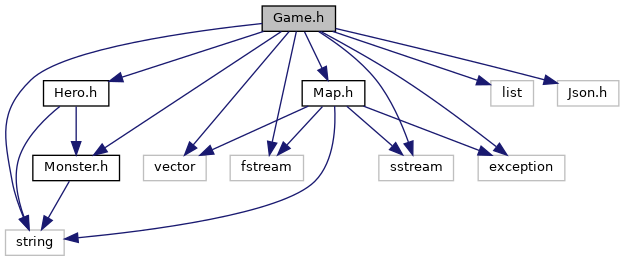 Game.h
Hero.h
Map.h
list
Json.h
Monster.h
vector
fstream
sstream
exception
string